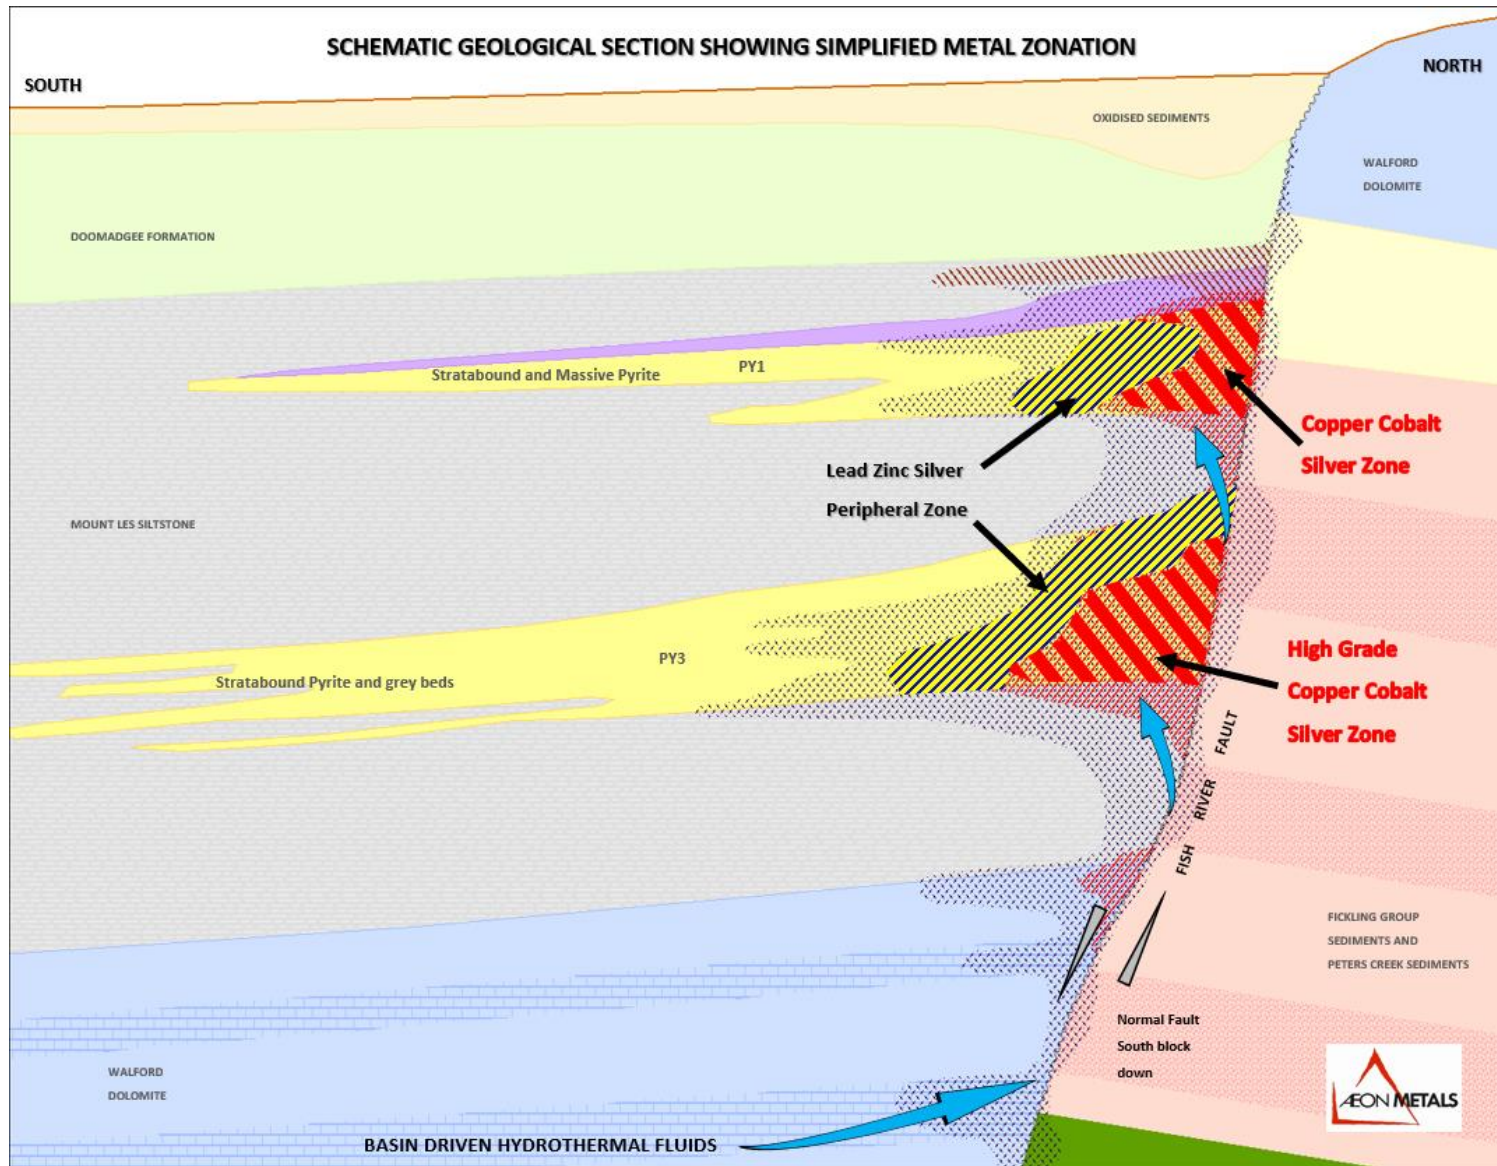 SCHEMATIC GEOLOGICAL SECTION SHOWING SIMPLIFIED METAL ZONATION
SOUTH
NORTH
OXIDISED SEDIMENTS
WALFORD
DOLOMITE
DOOMADGEE FORMATION
PY1
Stratabound and Massive Pyrite
Copper Cobalt
Silver Zone
Lead Zinc Silver
Peripheral Zone
MOUNT LES SILTSTONE
PY3
Stratabound Pyrite and grey beds
High Grade
Copper Cobalt
Silver Zone
FISH RIVER FAULT
FICKLING GROUP
SEDIMENTS AND
PETERS CREEK SEDIMENTS
Normal Fault
South block
down
WALFORD
DOLOMITE
BASIN DRIVEN HYDROTHERMAL FLUIDS
ÆON METALS